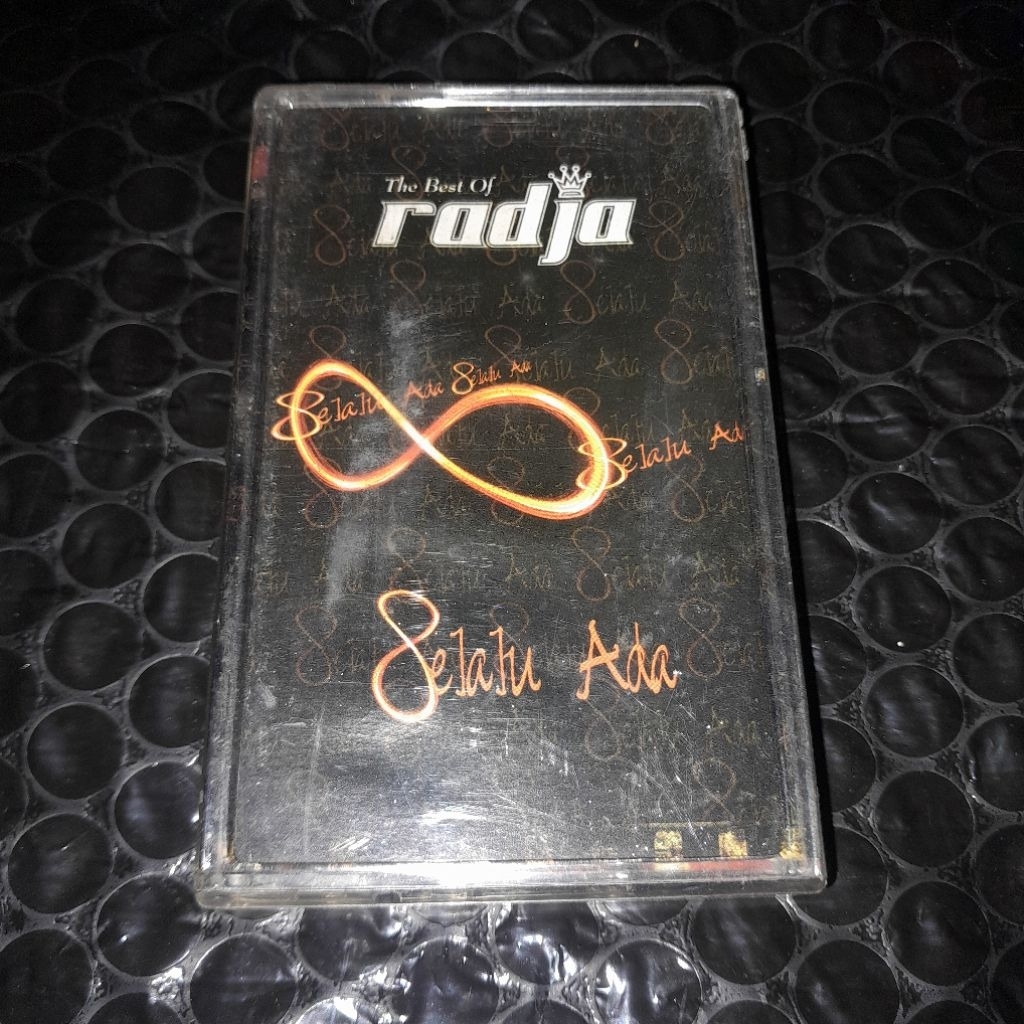 The Best Of
radja
Selalu Ada Selalu Ada
Selalu Ada
Selalu Ada